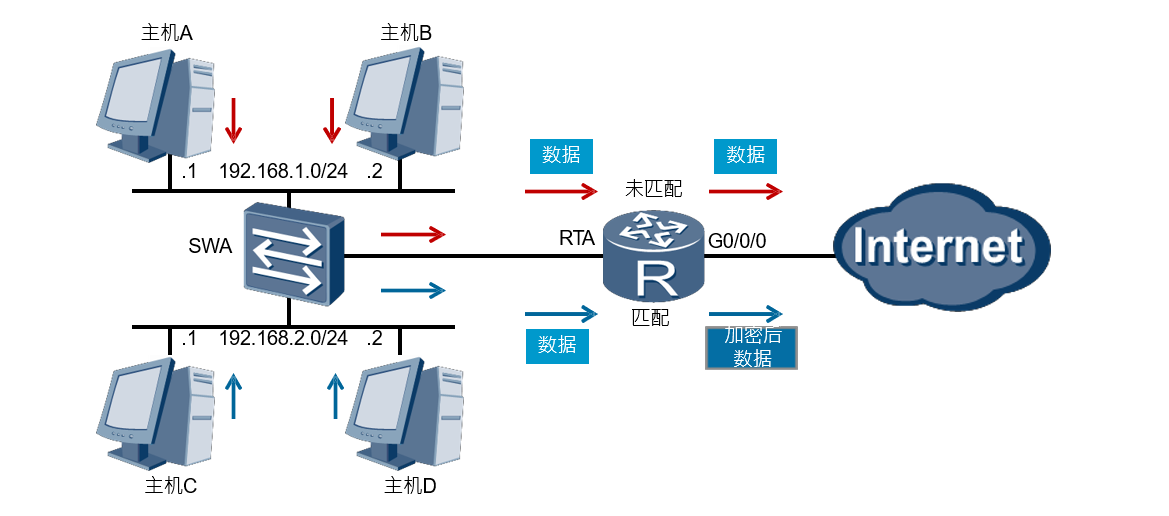 主机A
主机B
.1
192.168.1.0/24
.2
数据
数据
未匹配
SWA
RTA
R
G0/0/0
Internet
匹配
.1
192.168.2.0/24
.2
数据
加密后
数据
主机C
主机D